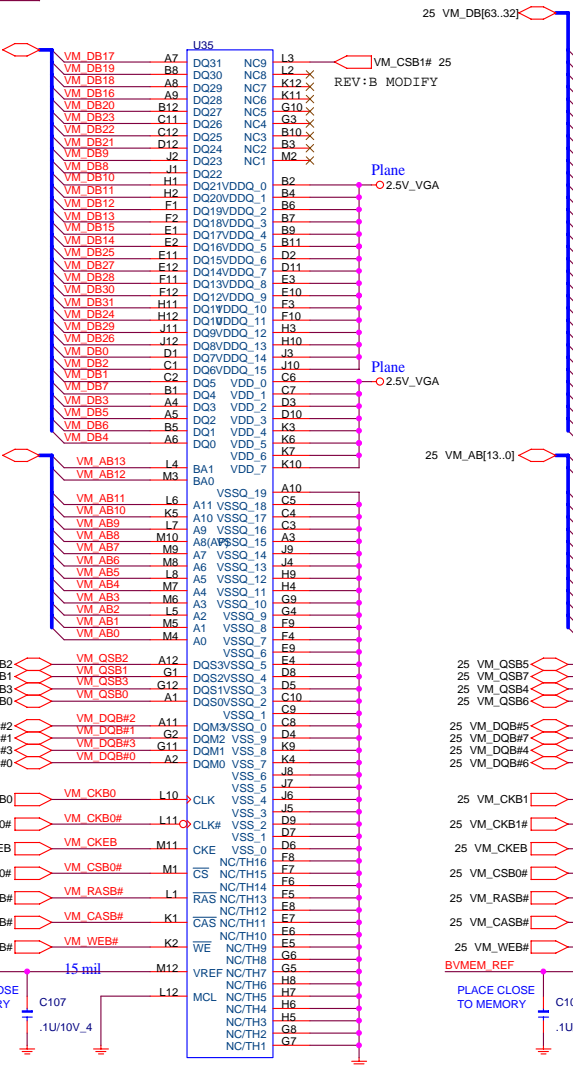 25 VM_DB[63..32]
U35
VM_DB17 A7 DQ31 NC9 L3 VM_CSB1# 25
VM_DB19 B8 DQ30 NC8 L2
VM_DB18 A8 DQ29 NC7 K12 REV:B MODIFY
VM_DB16 A9 DQ28 NC6 K11
VM_DB20 B12 DQ27 NC5 G10
VM_DB23 C11 DQ26 NC4 G3
VM_DB22 C12 DQ25 NC3 B10
VM_DB21 D12 DQ24 NC2 B3
VM_DB9 J2 DQ23 NC1 M2
VM_DB8 J1 DQ22 Plane
VM_DB10 H1 DQ21 VDDQ_0 B2 2.5V_VGA
VM_DB11 H2 DQ20 VDDQ_1 B4
VM_DB12 F1 DQ19 VDDQ_2 B6
VM_DB13 F2 DQ18 VDDQ_3 B7
VM_DB15 E1 DQ17 VDDQ_4 B9
VM_DB14 E2 DQ16 VDDQ_5 B11
VM_DB25 E11 DQ15 VDDQ_6 D2
VM_DB27 E12 DQ14 VDDQ_7 D11
VM_DB28 F11 DQ13 VDDQ_8 E3
VM_DB30 F12 DQ12 VDDQ_9 E10
VM_DB31 H11 DQ11 VDDQ_10 F3
VM_DB24 H12 DQ10 VDDQ_11 F10
VM_DB29 J11 DQ9 VDDQ_12 H3
VM_DB26 J12 DQ8 VDDQ_13 H10
VM_DB0 D1 DQ7 VDDQ_14 J3
VM_DB2 C1 DQ6 VDDQ_15 J10 Plane
VM_DB1 C2 DQ5 VDD_0 C6 2.5V_VGA
VM_DB7 B1 DQ4 VDD_1 C7
VM_DB3 A4 DQ3 VDD_2 D3
VM_DB5 A5 DQ2 VDD_3 D10
VM_DB6 B5 DQ1 VDD_4 K3
VM_DB4 A6 DQ0 VDD_5 K6
VDD_6 K7
VM_AB13 L4 BA1 VDD_7 K10 25 VM_AB[13..0]
VM_AB12 M3 BA0
VSSQ_19 A10
VM_AB11 L6 A11 VSSQ_18 C5
VM_AB10 K5 A10 VSSQ_17 C4
VM_AB9 L7 A9 VSSQ_16 C3
VM_AB8 M10 A8(AP) VSSQ_15 A3
VM_AB7 M9 A7 VSSQ_14 J9
VM_AB6 M8 A6 VSSQ_13 J4
VM_AB5 L8 A5 VSSQ_12 H9
VM_AB4 M7 A4 VSSQ_11 H4
VM_AB3 M6 A3 VSSQ_10 G9
VM_AB2 L5 A2 VSSQ_9 G4
VM_AB1 M5 A1 VSSQ_8 F9
VM_AB0 M4 A0 VSSQ_7 F4
VSSQ_6 E9
B2 VM_QSB2 A12 DQS3 VSSQ_5 E4 25 VM_QSB5
B1 VM_QSB1 G1 DQS2 VSSQ_4 D8 25 VM_QSB7
B3 VM_QSB3 G12 DQS1 VSSQ_3 D5 25 VM_QSB4
B0 VM_QSB0 A1 DQS0 VSSQ_2 C10 25 VM_QSB6
VSSQ_1 C9
#2 VM_DQB#2 A11 DQM3 VSSQ_0 C8 25 VM_DQB#5
#1 VM_DQB#1 G2 DQM2 VSS_9 D4 25 VM_DQB#7
#3 VM_DQB#3 G11 DQM1 VSS_8 K9 25 VM_DQB#4
#0 VM_DQB#0 A2 DQM0 VSS_7 K4 25 VM_DQB#6
VSS_6 J8
VSS_5 J7
B0 VM_CKB0 L10 CLK VSS_4 J6 25 VM_CKB1
VSS_3 J5
0# VM_CKB0# L11 CLK# VSS_2 D9 25 VM_CKB1#
VSS_1 D7
EB VM_CKEB M11 CKE VSS_0 D6 25 VM_CKEB
NC/TH16 F8
0# VM_CSB0# M1 CS NC/TH15 F7 25 VM_CSB0#
NC/TH14 F6
B# VM_RASB# L1 RAS NC/TH13 F5 25 VM_RASB#
NC/TH12 E8
B# VM_CASB# K1 CAS NC/TH11 E7 25 VM_CASB#
NC/TH10 E6
B# VM_WEB# K2 WE NC/TH9 E5 25 VM_WEB#
NC/TH8 G6
15 mil M12 VREF NC/TH7 G5 BVMEM_REF
NC/TH6 H8
OSE L12 MCL NC/TH5 H7 PLACE CLOSE
RY C107 NC/TH4 H6 TO MEMORY C10
NC/TH3 H5
.1U/10V_4 NC/TH2 G8 .1U
NC/TH1 G7